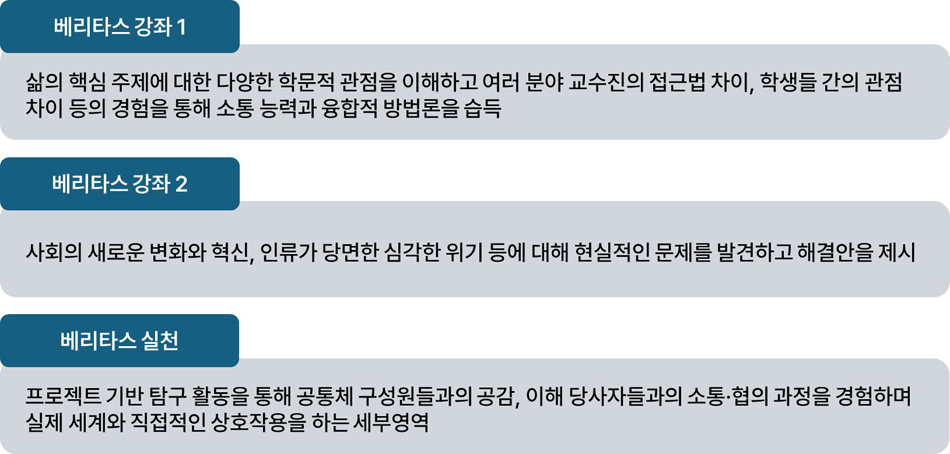 베리타스 강좌 1
삶의 핵심 주제에 대한 다양한 학문적 관점을 이해하고 여러 분야 교수진의 접근법 차이, 학생들 간의 관점
차이 등의 경험을 통해 소통 능력과 융합적 방법론을 습득
베리타스 강좌 2
사회의 새로운 변화와 혁신, 인류가 당면한 심각한 위기 등에 대해 현실적인 문제를 발견하고 해결안을 제시
베리타스 실천
프로젝트 기반 탐구 활동을 통해 공통체 구성원들과의 공감, 이해 당사자들과의 소통·협의 과정을 경험하며
실제 세계와 직접적인 상호작용을 하는 세부영역